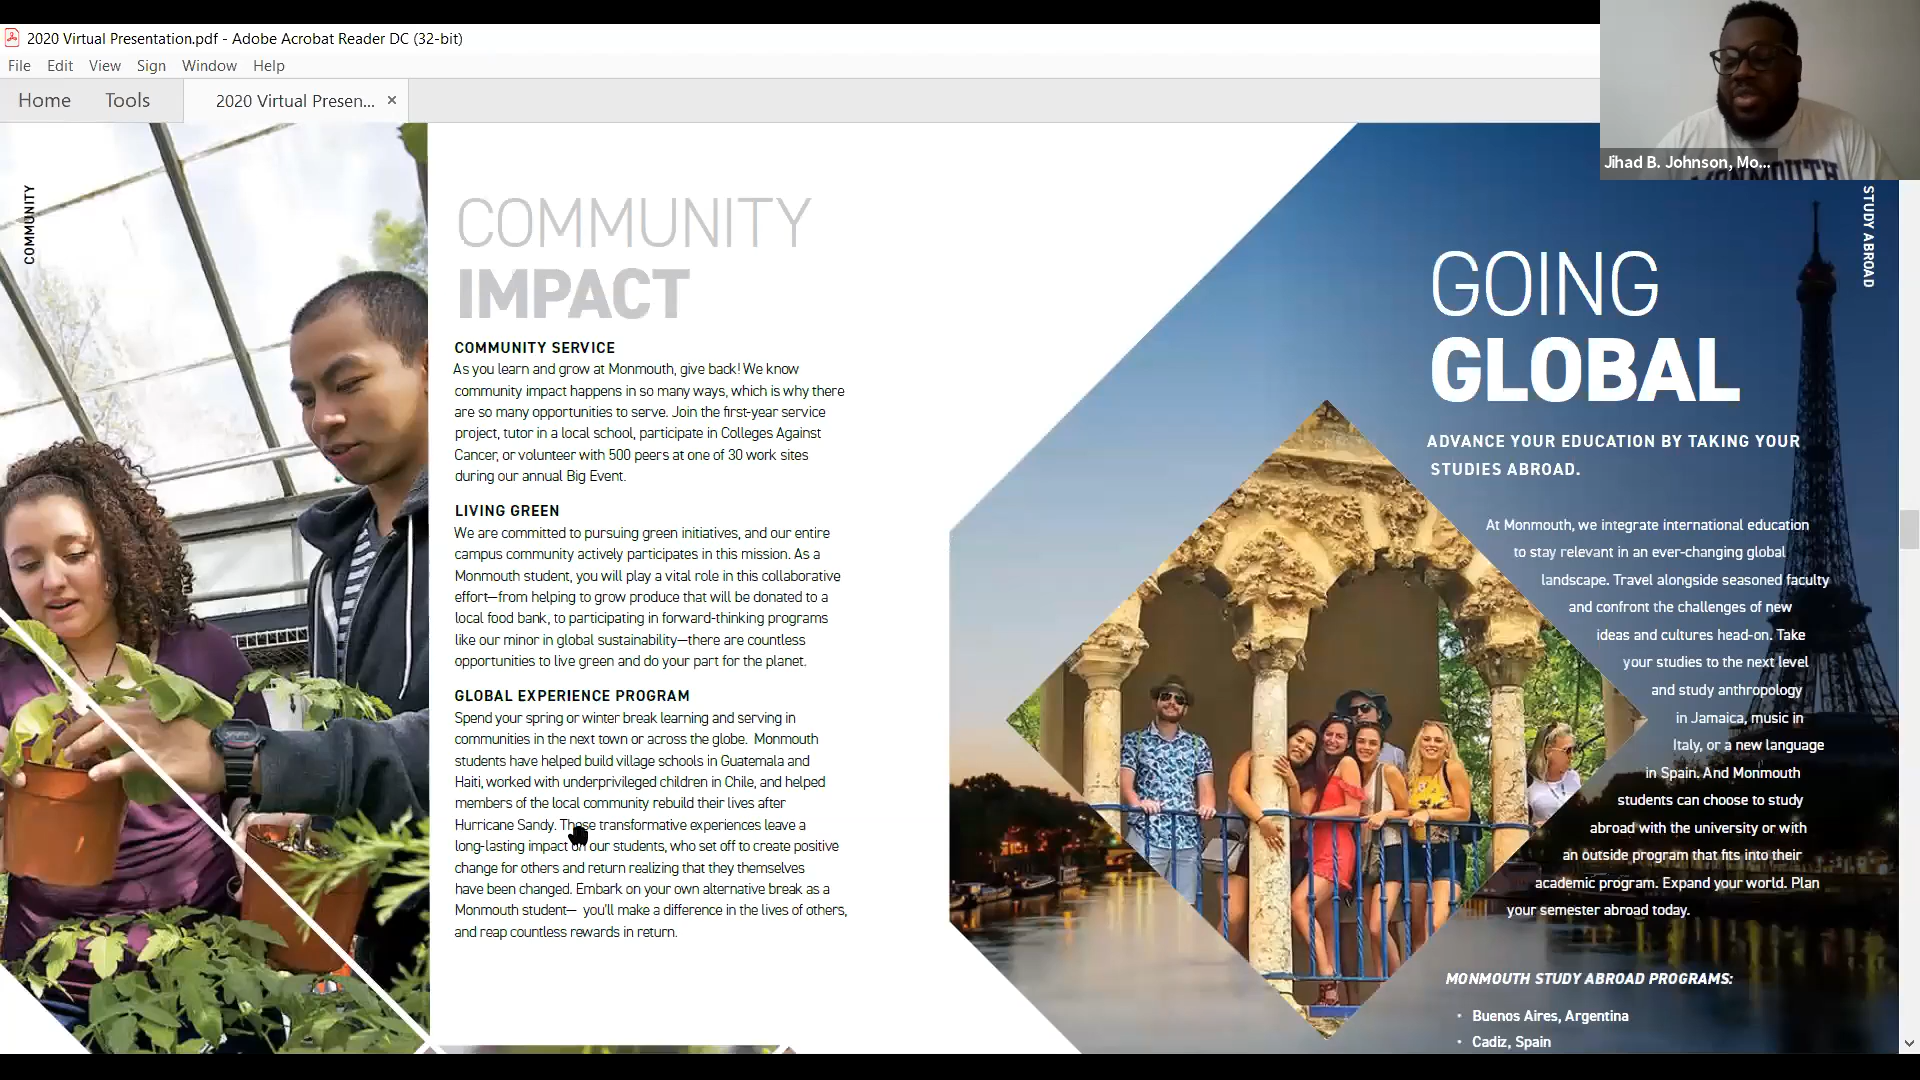 2020 Virtual Presentation.pdf - Adobe Acrobat Reader DC (32-bit)
File Edit View Sign Window Help
Home Tools 2020 Virtual Presen... ×
Jihad B. Johnson, Mo...
MONMOUTH
COMMUNITY
COMMUNITY
IMPACT
COMMUNITY SERVICE
As you learn and grow at Monmouth, give back! We know
community impact happens in so many ways, which is why there
are so many opportunities to serve. Join the first-year service
project, tutor in a local school, participate in Colleges Against
Cancer, or volunteer with 500 peers at one of 30 work sites
during our annual Big Event.
LIVING GREEN
We are committed to pursuing green initiatives, and our entire
campus community actively participates in this mission. As a
Monmouth student, you will play a vital role in this collaborative
effort—from helping to grow produce that will be donated to a
local food bank, to participating in forward-thinking programs
like our minor in global sustainability—there are countless
opportunities to live green and do your part for the planet.
GLOBAL EXPERIENCE PROGRAM
Spend your spring or winter break learning and serving in
communities in the next town or across the globe. Monmouth
students have helped build village schools in Guatemala and
Haiti, worked with underprivileged children in Chile, and helped
members of the local community rebuild their lives after
Hurricane Sandy. These transformative experiences leave a
long-lasting impact on our students, who set off to create positive
change for others and return realizing that they themselves
have been changed. Embark on your own alternative break as a
Monmouth student— you'll make a difference in the lives of others,
and reap countless rewards in return.
STUDY ABROAD
GOING
GLOBAL
ADVANCE YOUR EDUCATION BY TAKING YOUR
STUDIES ABROAD.
At Monmouth, we integrate international education
to stay relevant in an ever-changing global
landscape. Travel alongside seasoned faculty
and confront the challenges of new
ideas and cultures head-on. Take
your studies to the next level
and study anthropology
in Jamaica, music in
Italy, or a new language
in Spain. And Monmouth
students can choose to study
abroad with the university or with
an outside program that fits into their
academic program. Expand your world. Plan
your semester abroad today.
MONMOUTH STUDY ABROAD PROGRAMS:
• Buenos Aires, Argentina
• Cadiz, Spain